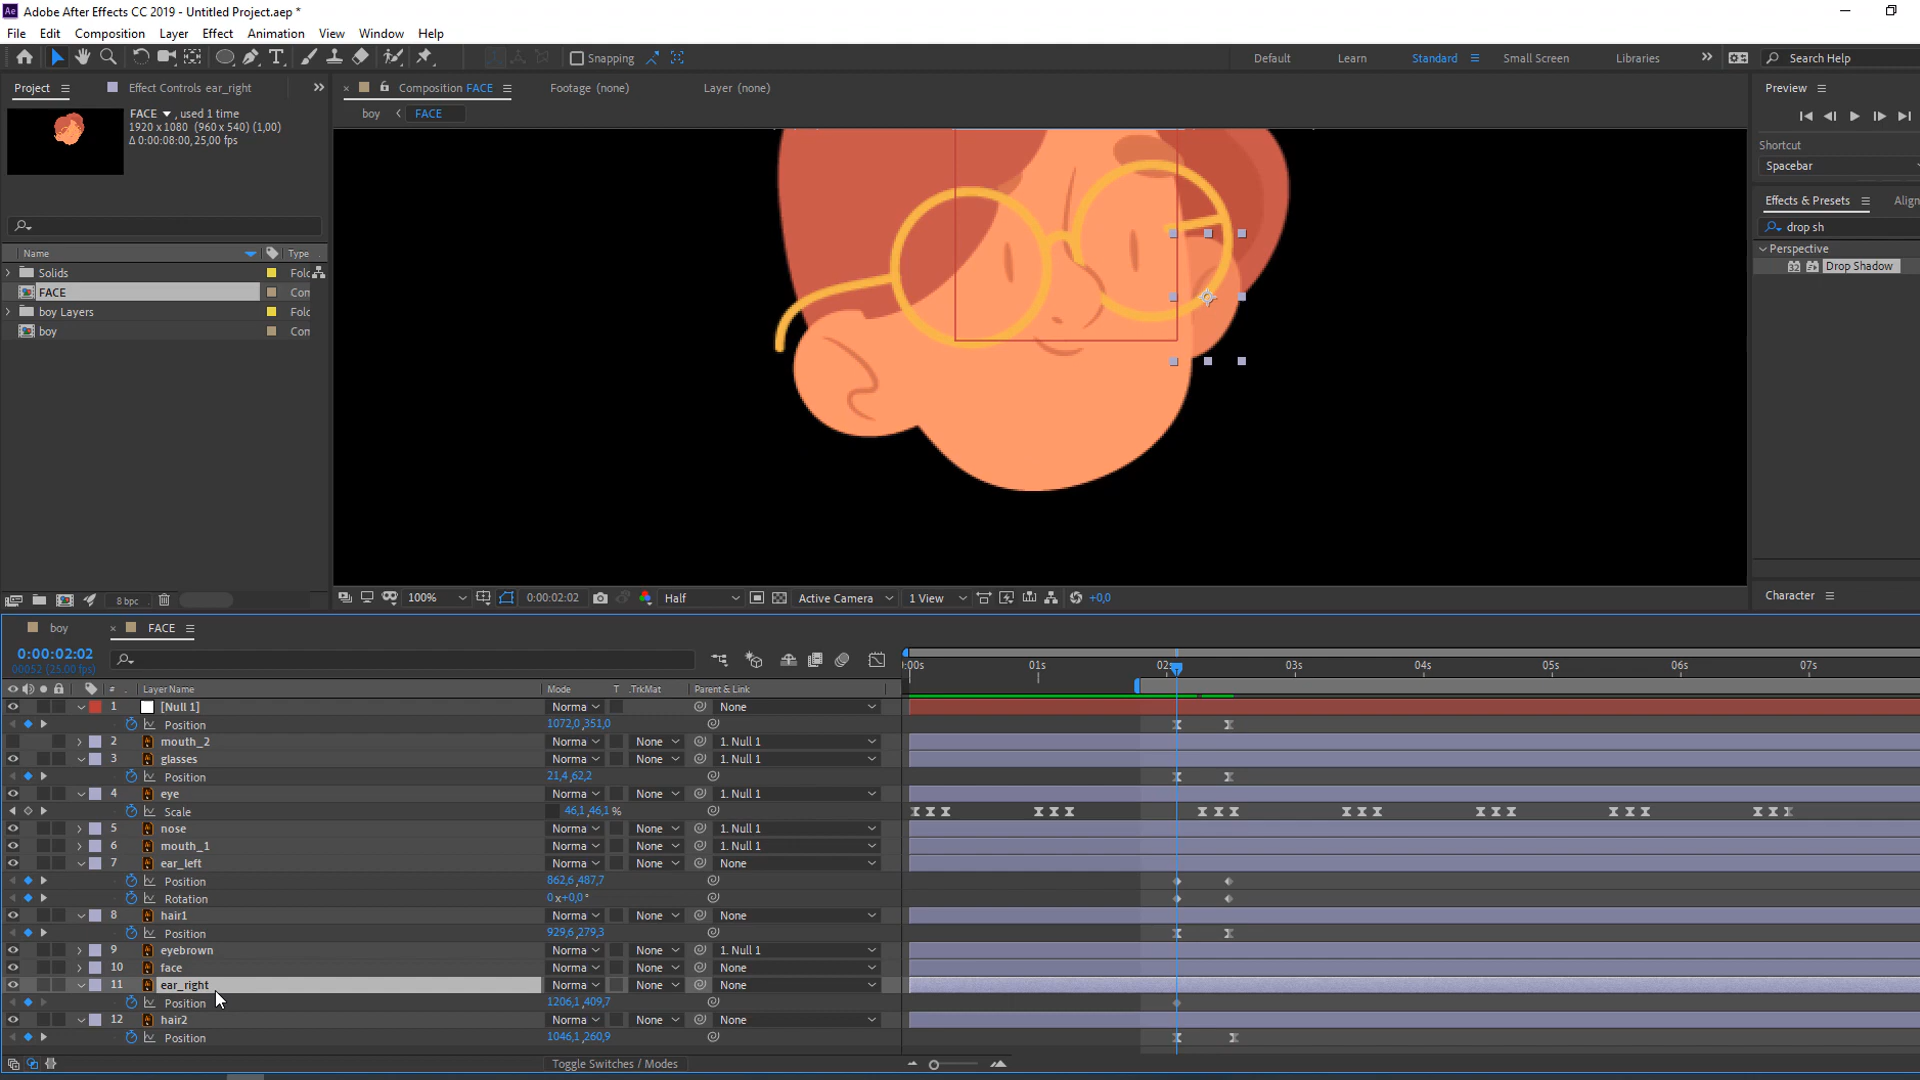 Ae Adobe After Effects CC 2019 - Untitled Project.aep *
File Edit Composition Layer Effect Animation View Window Help
Snapping Default Learn Standard Small Screen Libraries Search Help
Project Effect Controls ear_right Composition FACE Footage (none) Layer (none) Preview
FACE , used 1 time
1920 x 1080 (960 x 540) (1,00)
Δ 0:00:08:00, 25,00 fps
boy FACE
Shortcut
Spacebar
Effects & Presets Align
drop sh
Perspective
32 Drop Shadow
Name Type
Solids
FACE
boy Layers
boy
8 bpc 100% 0:00:02:02 Half Active Camera 1 View +0,0
Character
boy FACE
0:00:02:02
00052 (25.00 fps)
:00s 01s 02s 03s 04s 05s 06s 07s
# Layer Name Mode T .TrkMat Parent & Link
1 [Null 1] Norma None
Position 1072,0,351,0
2 mouth_2 Norma None 1. Null 1
3 glasses Norma None 1. Null 1
Position 21,4,62,2
4 eye Norma None 1. Null 1
Scale 46,1,46,1 %
5 nose Norma None 1. Null 1
6 mouth_1 Norma None 1. Null 1
7 ear_left Norma None None
Position 862,6,487,7
Rotation 0 x+0,0°
8 hair1 Norma None None
Position 929,6,279,3
9 eyebrown Norma None 1. Null 1
10 face Norma None None
11 ear_right Norma None None
Position 1206,1,409,7
12 hair2 Norma None None
Position 1046,1,260,9
Toggle Switches / Modes